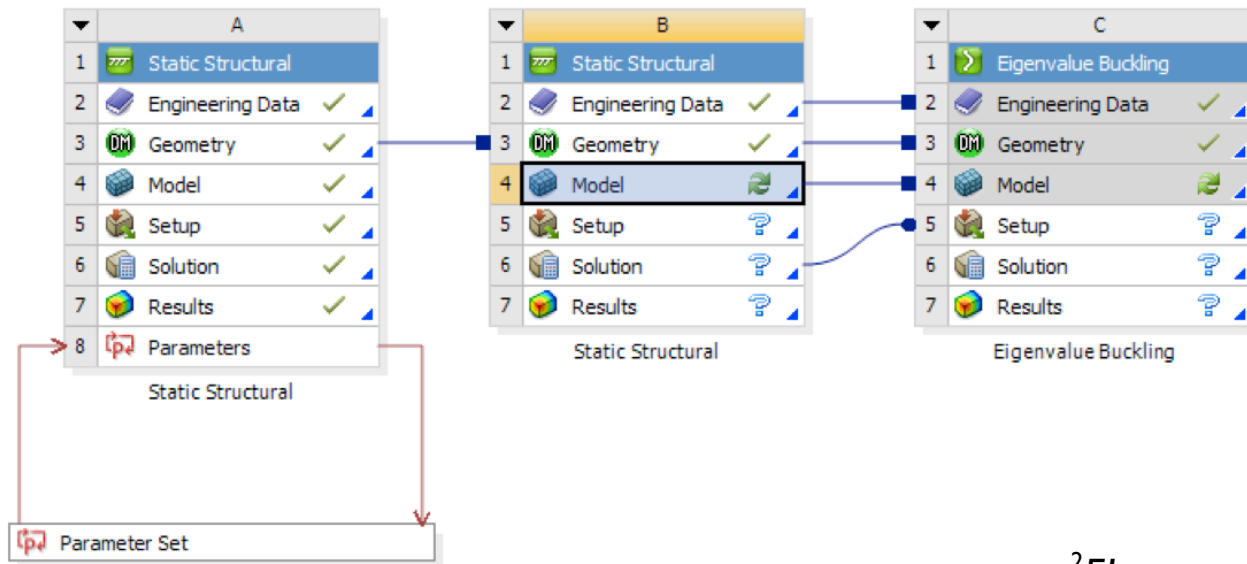 A
1 Static Structural
2 Engineering Data
3 Geometry
4 Model
5 Setup
6 Solution
7 Results
8 Parameters
Static Structural
B
1 Static Structural
2 Engineering Data
3 Geometry
4 Model
5 Setup
6 Solution
7 Results
Static Structural
C
1 Eigenvalue Buckling
2 Engineering Data
3 Geometry
4 Model
5 Setup
6 Solution
7 Results
Eigenvalue Buckling
Parameter Set